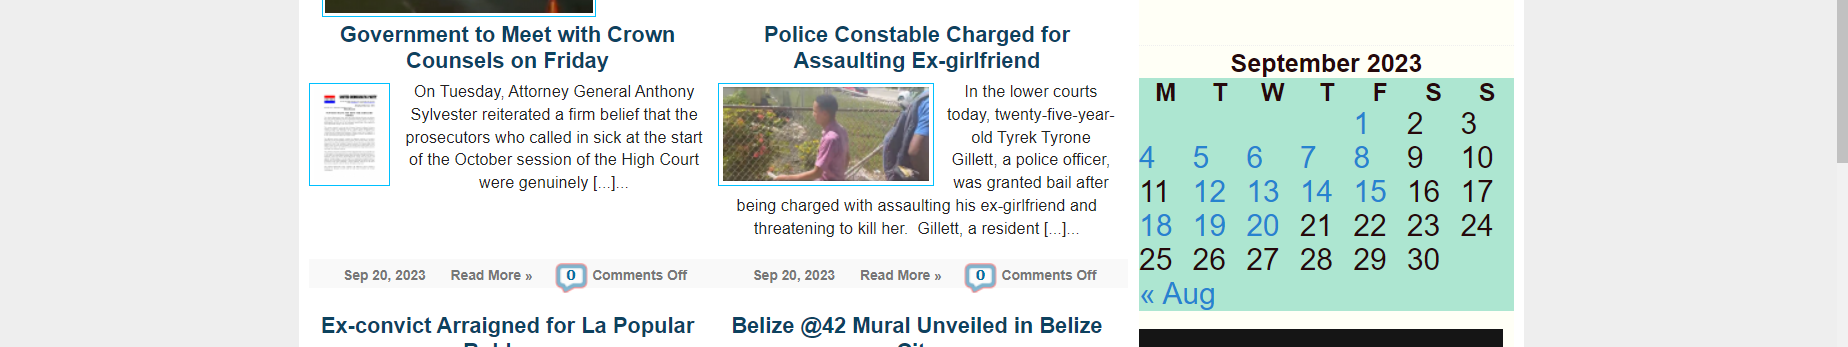 Government to Meet with Crown
Counsels on Friday
On Tuesday, Attorney General Anthony
Sylvester reiterated a firm belief that the
prosecutors who called in sick at the start
of the October session of the High Court
were genuinely [...]...
Sep 20, 2023 Read More » 0 Comments Off
Police Constable Charged for
Assaulting Ex-girlfriend
In the lower courts
today, twenty-five-year-
old Tyrek Tyrone
Gillett, a police officer,
was granted bail after
being charged with assaulting his ex-girlfriend and
threatening to kill her. Gillett, a resident [...]...
Sep 20, 2023 Read More » 0 Comments Off
Ex-convict Arraigned for La Popular
Belize @42 Mural Unveiled in Belize
September 2023
M T W T F S S
1 2 3
4 5 6 7 8 9 10
11 12 13 14 15 16 17
18 19 20 21 22 23 24
25 26 27 28 29 30
« Aug